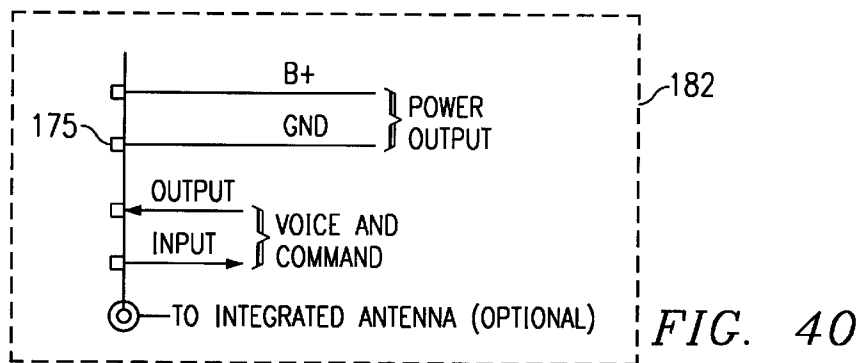 B+
182
POWER
OUTPUT
175
GND
OUTPUT
VOICE AND
COMMAND
INPUT
TO INTEGRATED ANTENNA (OPTIONAL)
FIG. 40